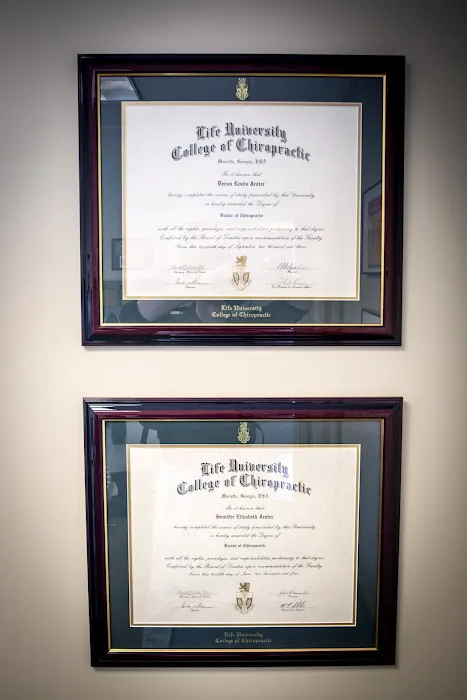 Life University
College of Chiropractic
Marietta, Georgia, USA
Be it known that
having completed the course of study prescribed by this University
is hereby awarded the Degree of
Doctor of Chiropractic
with all the rights, privileges and responsibilities pertaining to that degree.
Conferred by the Board of Trustees upon recommendation of the Faculty.
Life University
College of Chiropractic
Life University
College of Chiropractic
Marietta, Georgia, USA
Be it known that
Jennifer Elizabeth
having completed the course of study prescribed by this University
is hereby awarded the Degree of
Doctor of Chiropractic
with all the rights, privileges and responsibilities pertaining to that degree.
Conferred by the Board of Trustees upon recommendation of the Faculty.
Life University
College of Chiropractic